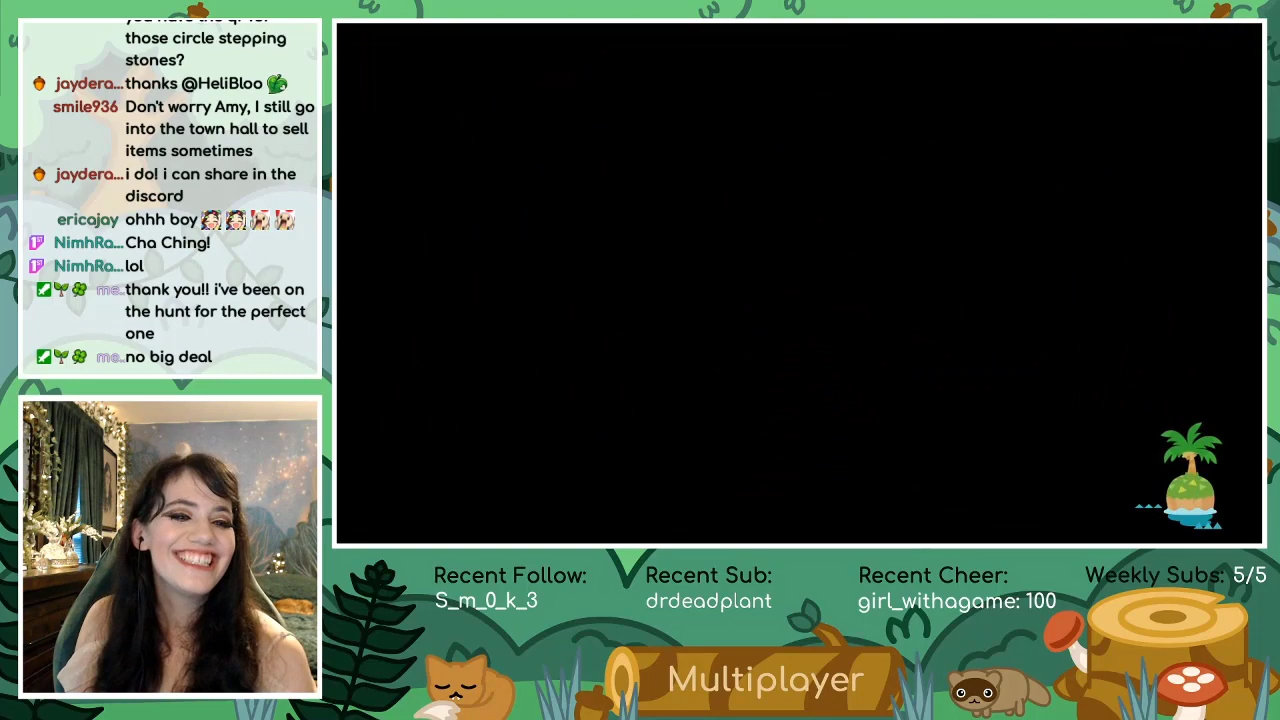 those circle stepping
stones?
jaydera... thanks @HeliBloo
smile936 Don't worry Amy, I still go
into the town hall to sell
items sometimes
jaydera... i do! i can share in the
discord
ericajay ohhh boy
NimhRa... Cha Ching!
NimhRa... lol
me.. thank you!! i've been on
the hunt for the perfect
one
me.. no big deal
Recent Follow:
S_m_0_k_3
Recent Sub:
drdeadplant
Recent Cheer:
girl_withagame: 100
Weekly Subs: 5/5
Multiplayer